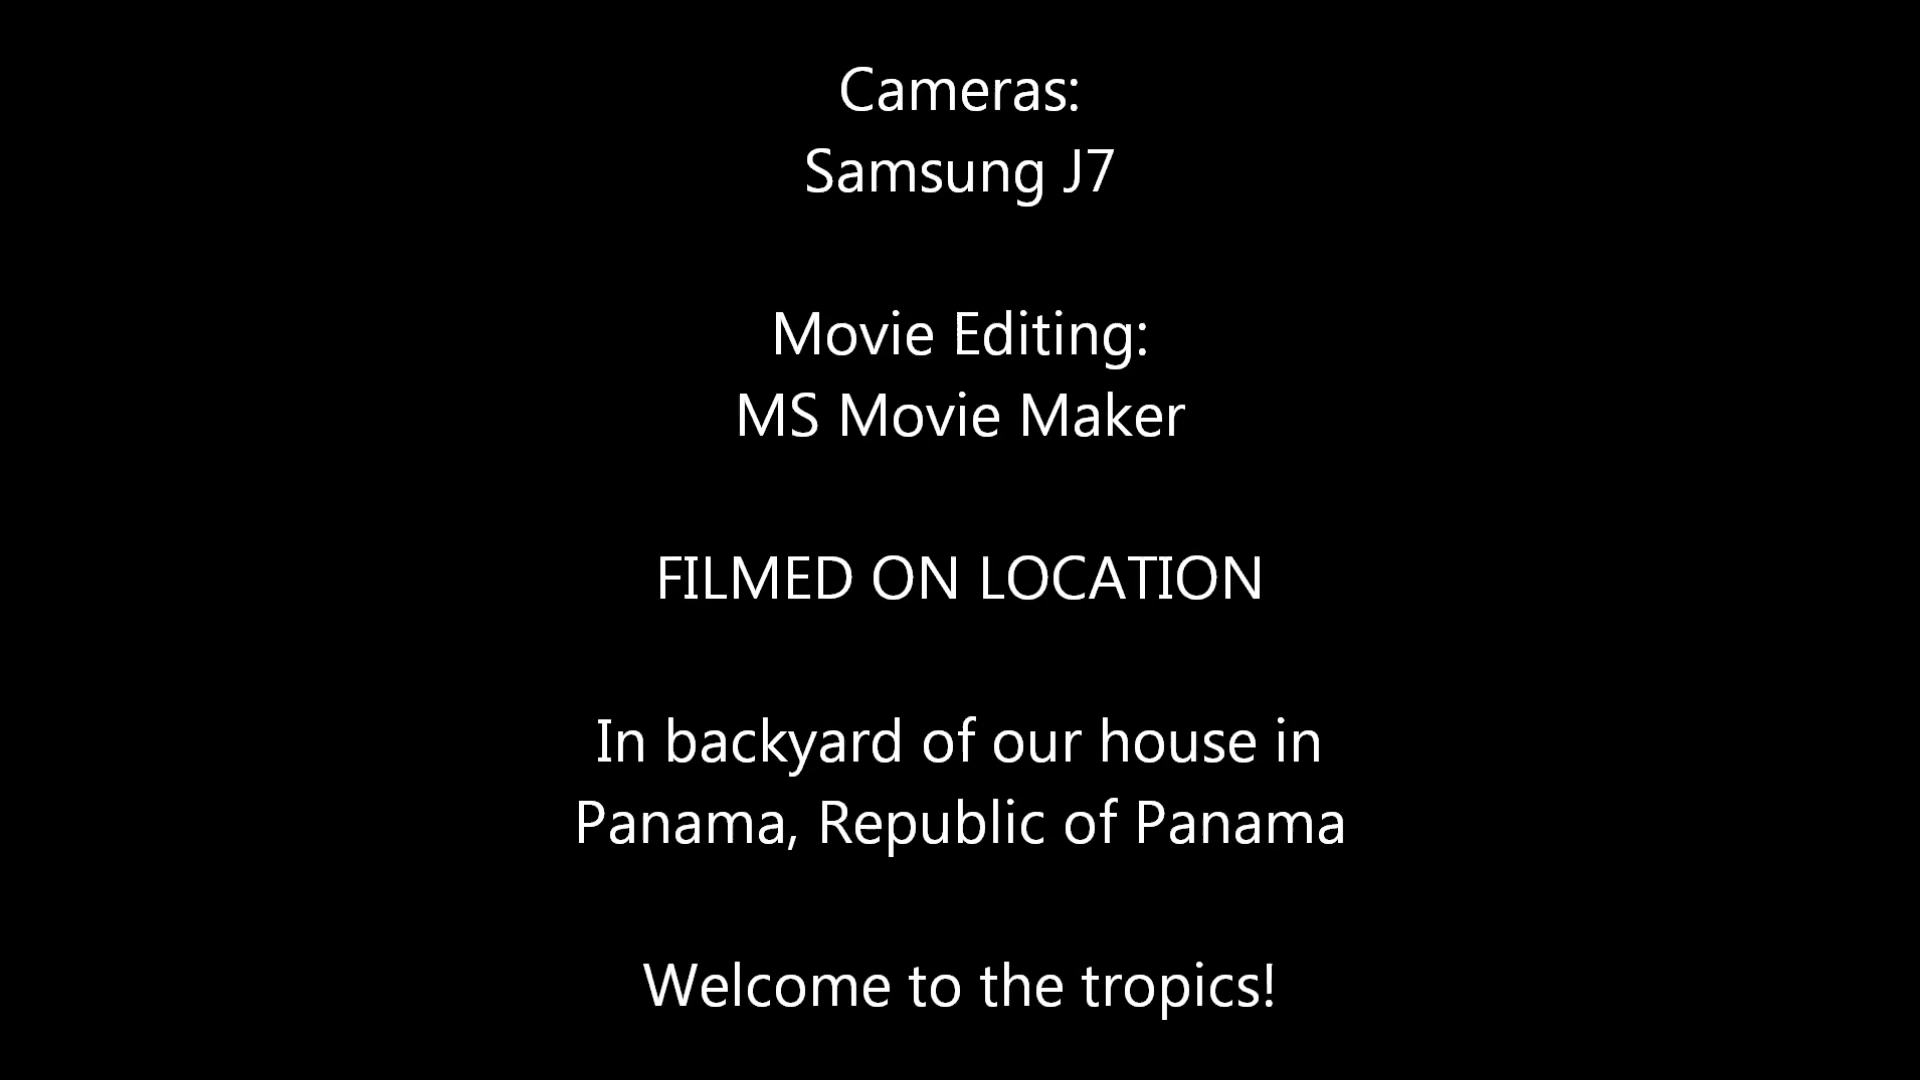 Cameras:
Samsung J7
Movie Editing:
MS Movie Maker
FILMED ON LOCATION
In backyard of our house in
Panama, Republic of Panama
Welcome to the tropics!